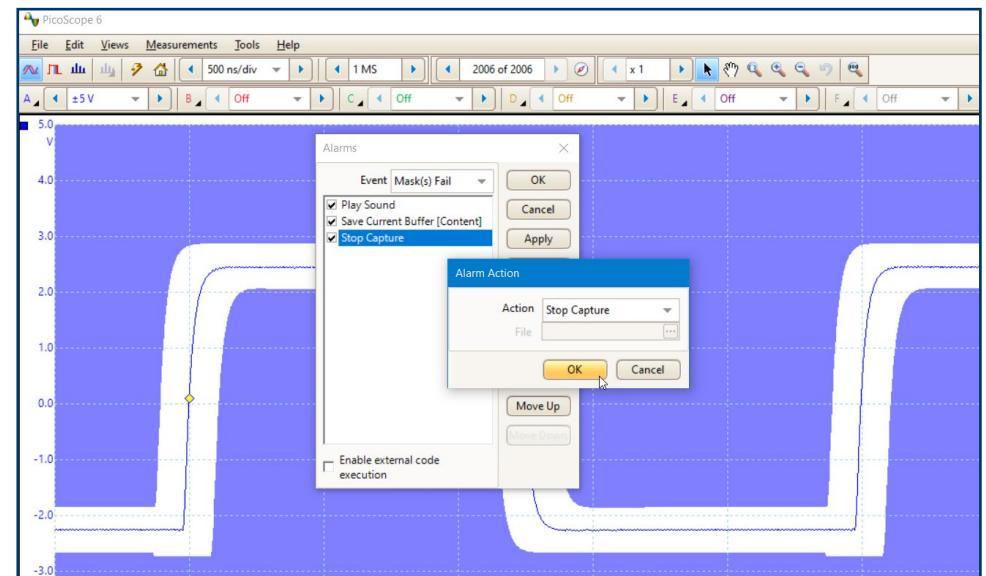 PicoScope 6
File Edit Views Measurements Tools Help
500 ns/div 1 MS 2006 of 2006 x 1
A ±5 V B Off C Off D Off E Off F Off
5.0
V
Alarms
4.0
Event Mask(s) Fail OK
Play Sound
Cancel
Save Current Buffer [Content]
3.0
Stop Capture Apply
Alarm Action
2.0
Action Stop Capture
File ...
1.0
OK Cancel
0.0
Move Up
Move Down
-1.0
Enable external code
execution
-2.0
-3.0